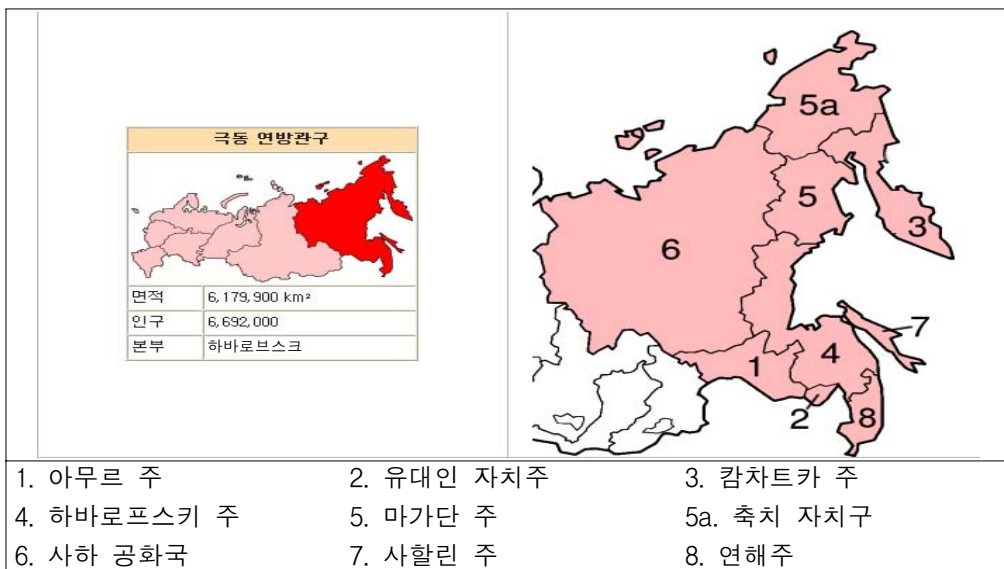 극동 연방관구
면적 6,179,900 km²
인구 6,692,000
본부 하바로브스크
5a
5
3
6
7
4
1
2
8
1. 아무르 주 2. 유대인 자치주 3. 캄차트카 주
4. 하바로프스키 주 5. 마가단 주 5a. 축치 자치구
6. 사하 공화국 7. 사할린 주 8. 연해주